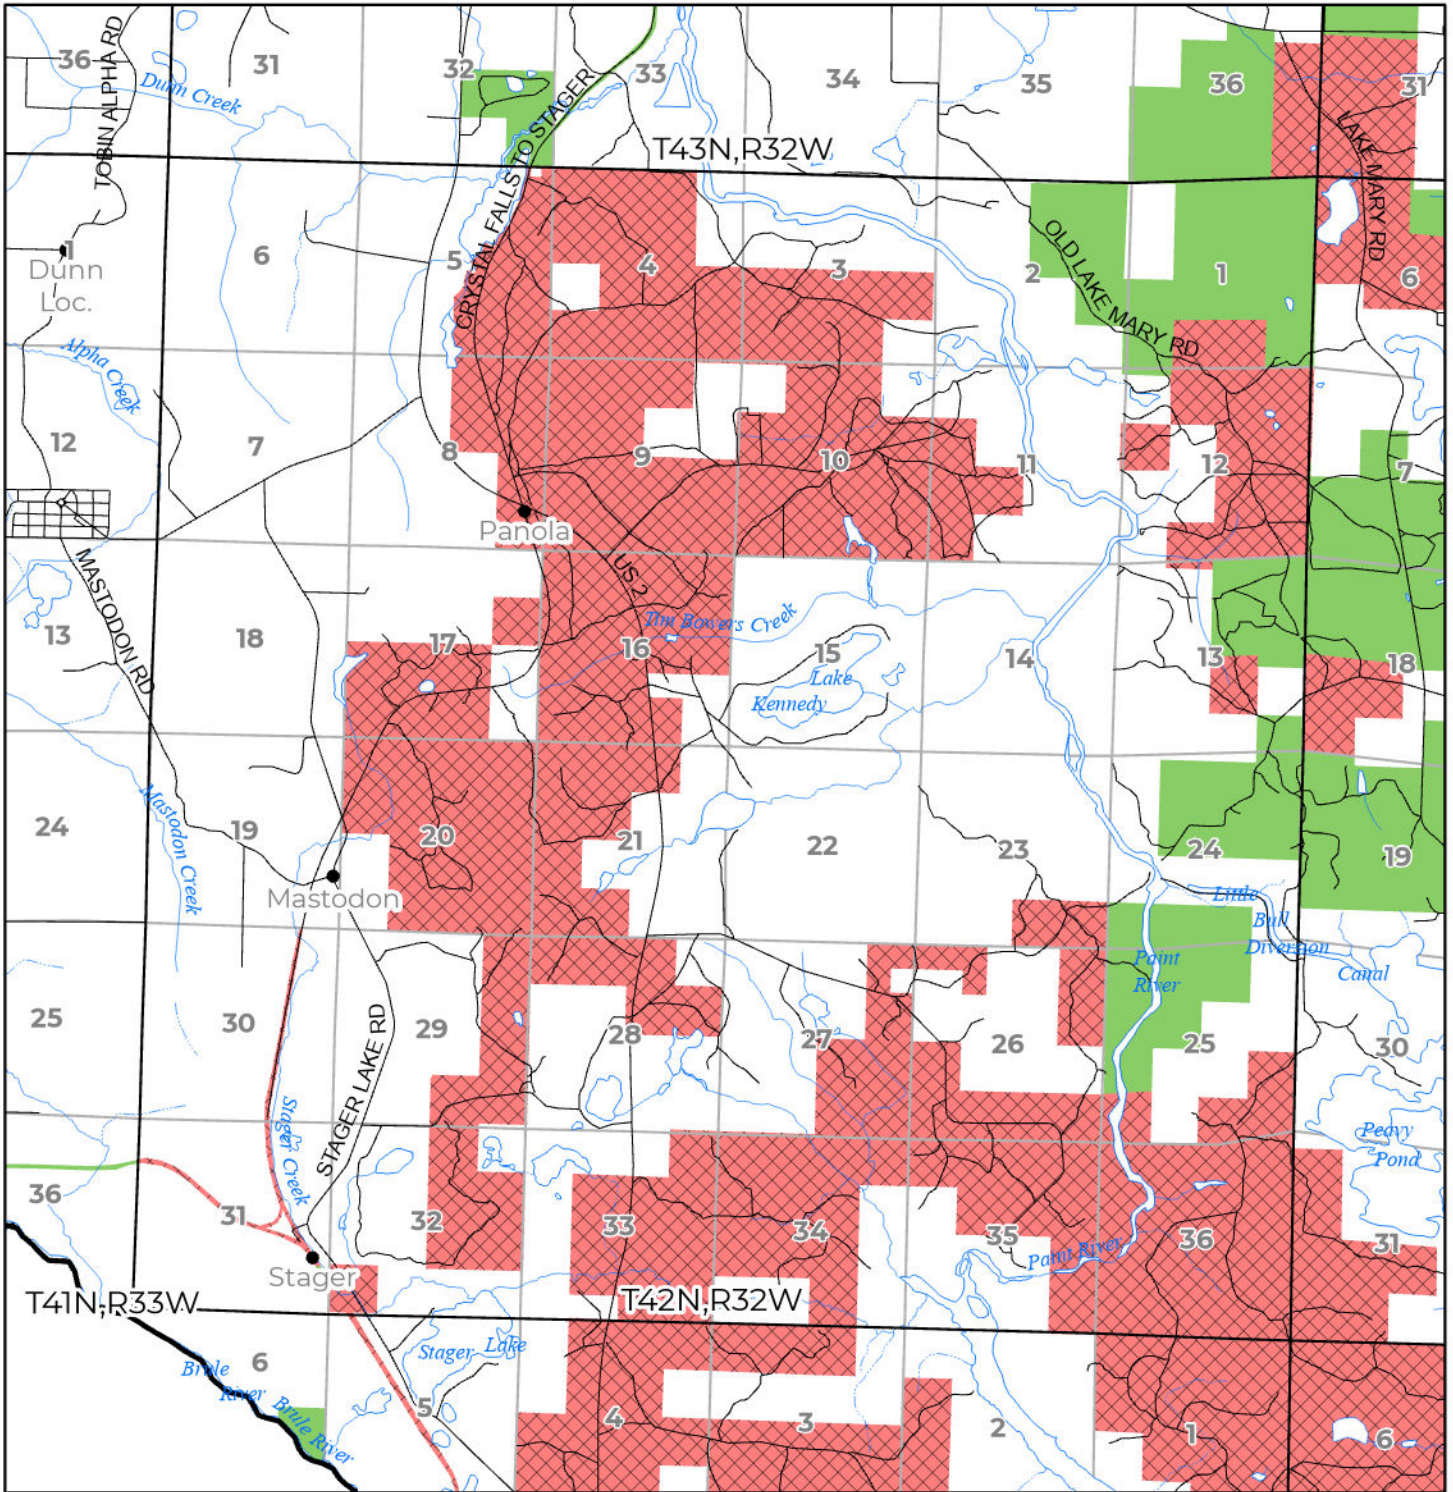 36
TOBIN ALPHA RD
31
Dunn Creek
32
CRYSTAL FALLS TO STAGER
33
34
35
36
31
LAKE MARY RD
T43N,R32W
1
Dunn
Loc.
6
5
4
3
2
OLD LAKE MARY RD
1
6
Alpha Creek
12
7
8
9
10
11
12
7
Panola
US 2
MASTODON RD
13
18
17
16
Tim Bowers Creek
15
Lake
Kennedy
14
13
18
24
Mastodon Creek
19
20
21
22
23
24
19
Mastodon
Little
Bull
Diversion
Canal
Paint
River
25
30
29
28
27
26
25
30
STAGER LAKE RD
Stager Creek
Peavy
Pond
36
31
32
33
34
35
36
31
Paint River
Stager
T41N,R33W
T42N,R32W
Stager Lake
6
Brule
River
Brule River
5
4
3
2
1
6